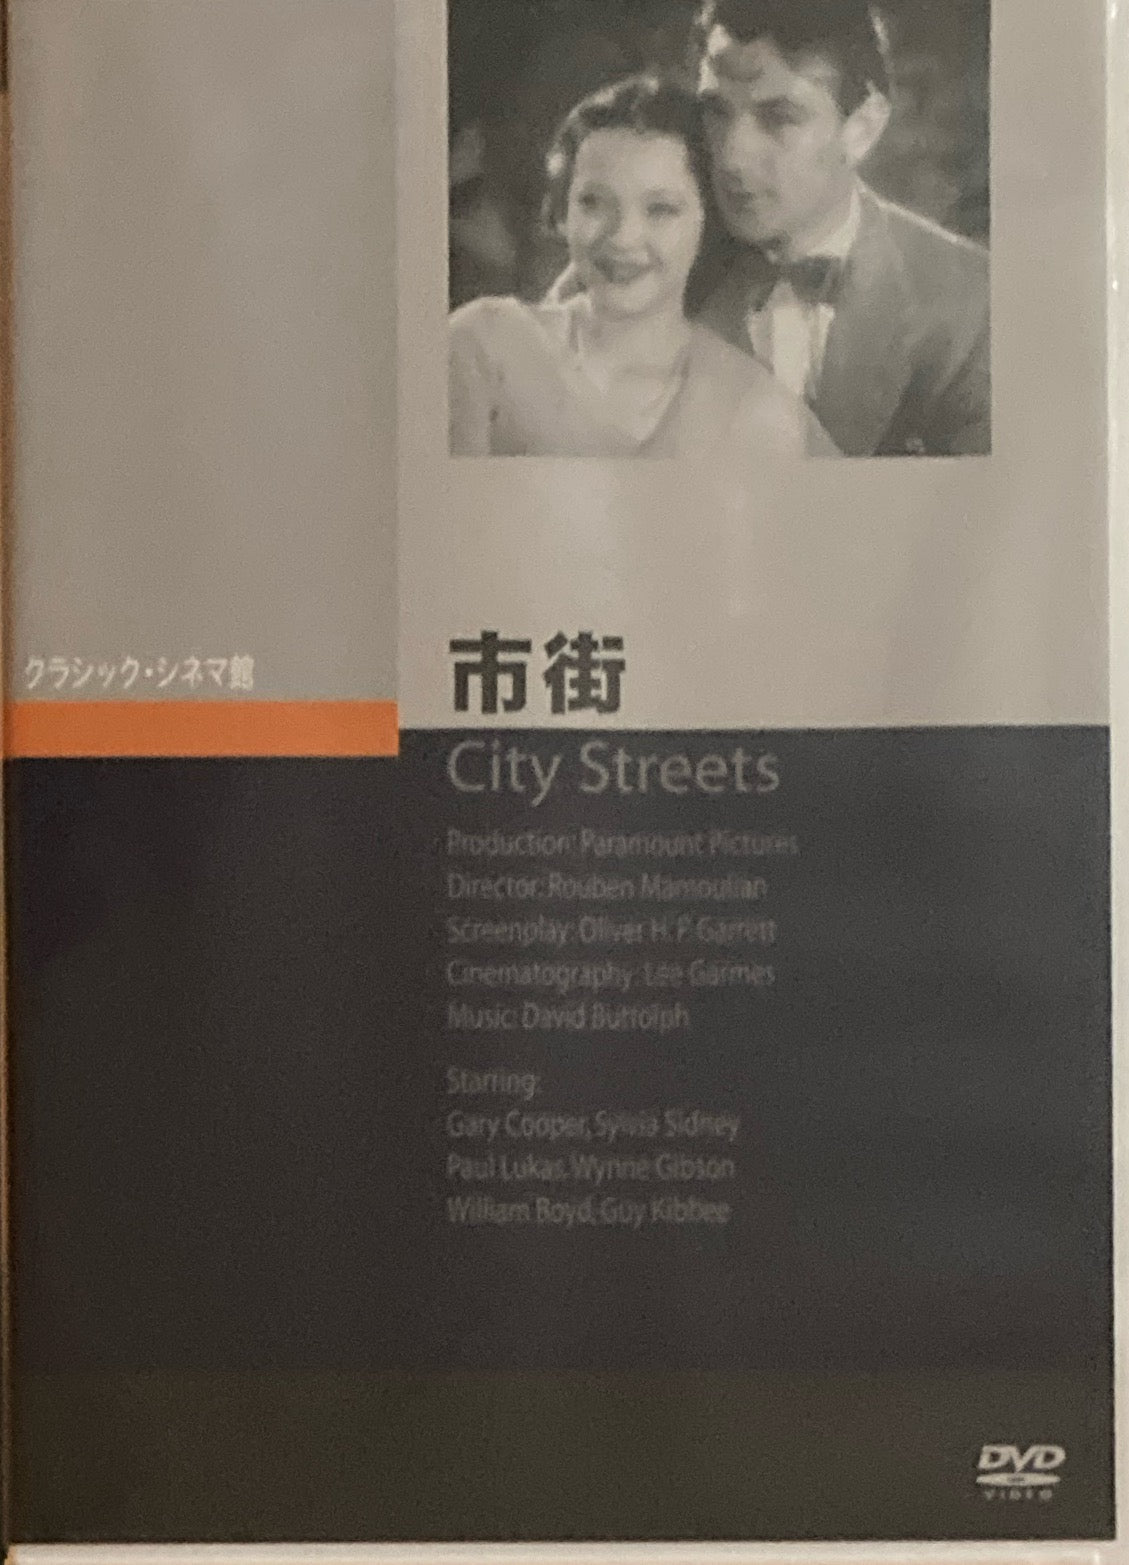 クラシック・シネマ館
市街
City Streets
Production: Paramount Pictures
Director: Rouben Mamoulian
Screenplay: Oliver H. P. Garrett
Cinematography: Lee Garmes
Music: David Buttolph
Starring:
Gary Cooper, Sylvia Sidney
Paul Lukas, Wynne Gibson
William Boyd, Guy Kibbee
DVD
VIDEO